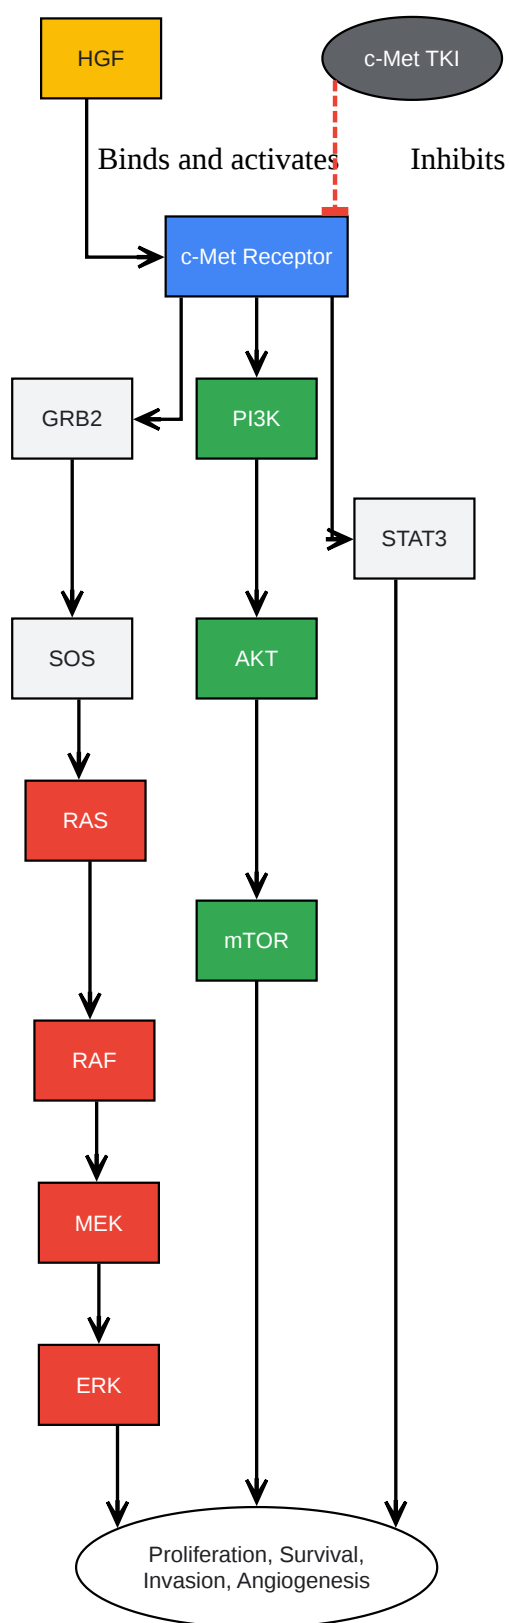 HGF
c-Met TKI
Binds and activates
Inhibits
c-Met Receptor
GRB2
PI3K
STAT3
SOS
AKT
RAS
mTOR
RAF
MEK
ERK
Proliferation, Survival,
Invasion, Angiogenesis